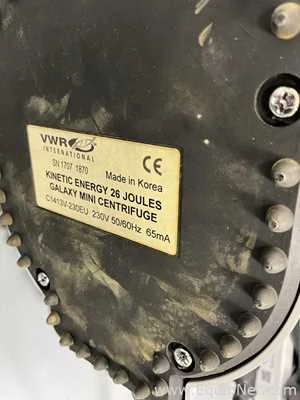 VWR
INTERNATIONAL
SN 1707 1870
Made in Korea
CE
KINETIC ENERGY 26 JOULES
GALAXY MINI CENTRIFUGE
C1413V-230EU 230V 50/60Hz 65mA